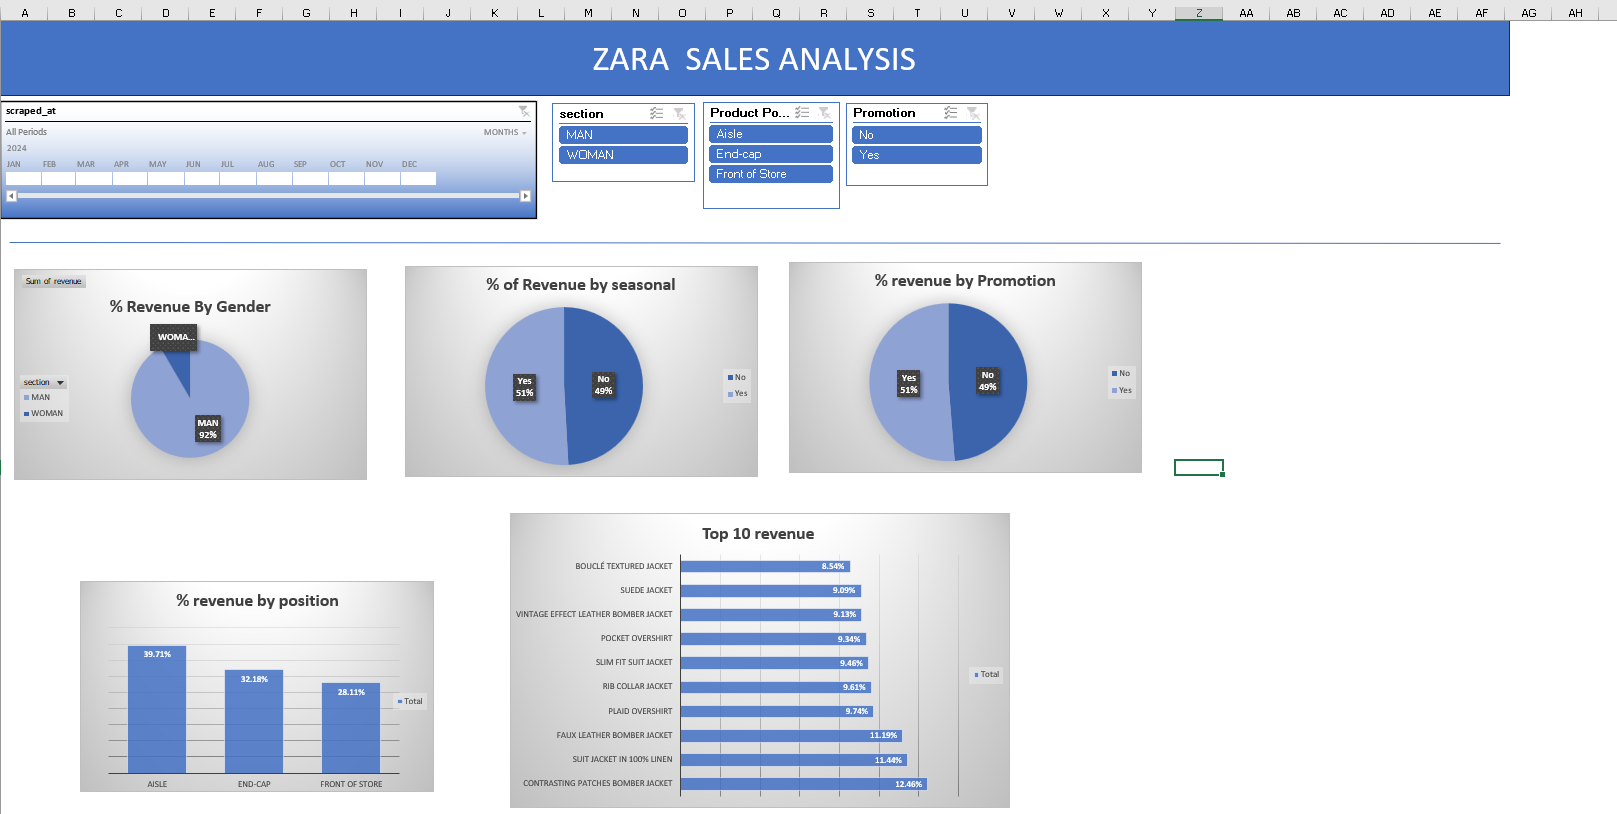 A B C D E F G H I J K L M N O P Q R S T U V W X Y Z AA AB AC AD AE AF AG AH
ZARA  SALES ANALYSIS
scraped_at
All Periods
MONTHS
2024
JAN FEB MAR APR MAY JUN JUL AUG SEP OCT NOV DEC
section
MAN
WOMAN
Product Po...
Aisle
End-cap
Front of Store
Promotion
No
Yes
Sum of revenue
% Revenue By Gender
WOMA...
section
MAN
WOMAN
MAN
92%
% of Revenue by seasonal
Yes
51%
No
49%
No
Yes
% revenue by Promotion
Yes
51%
No
49%
No
Yes
% revenue by position
39.71%
32.18%
28.11%
Total
AISLE END-CAP FRONT OF STORE
Top 10 revenue
BOUCLÉ TEXTURED JACKET 8.54%
SUEDE JACKET 9.09%
VINTAGE EFFECT LEATHER BOMBER JACKET 9.13%
POCKET OVERSHIRT 9.34%
SLIM FIT SUIT JACKET 9.46%
RIB COLLAR JACKET 9.61%
PLAID OVERSHIRT 9.74%
FAUX LEATHER BOMBER JACKET 11.19%
SUIT JACKET IN 100% LINEN 11.44%
CONTRASTING PATCHES BOMBER JACKET 12.46%
Total